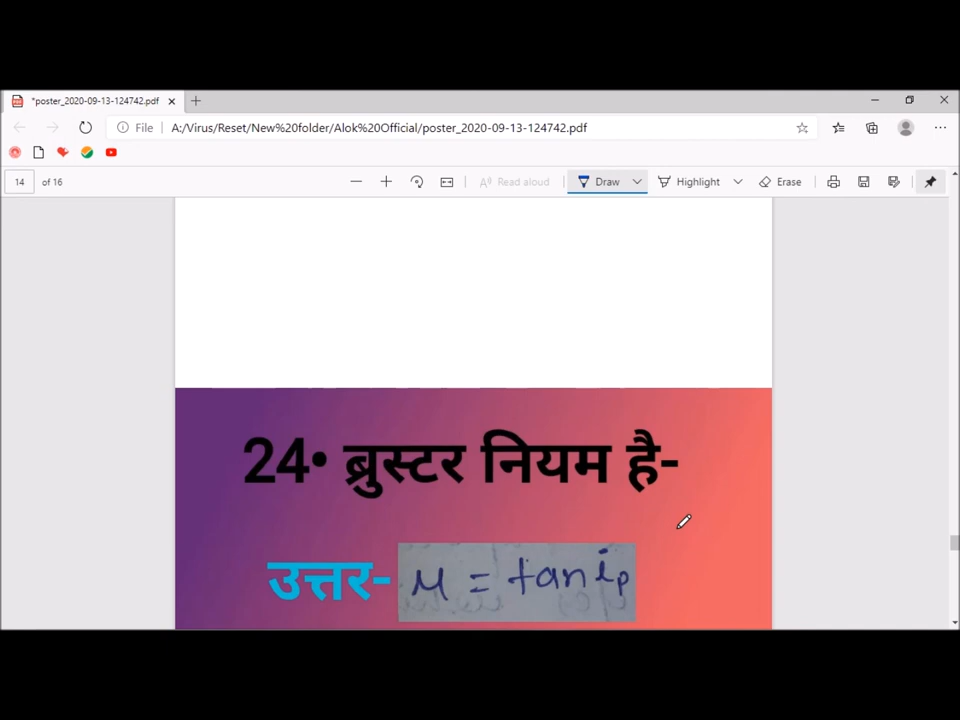 *poster_2020-09-13-124742.pdf
File A:/Virus/Reset/New%20folder/Alok%20Official/poster_2020-09-13-124742.pdf
14 of 16 Read aloud Draw Highlight Erase
24• ब्रुस्टर नियम है-
उत्तर- μ = tan ip